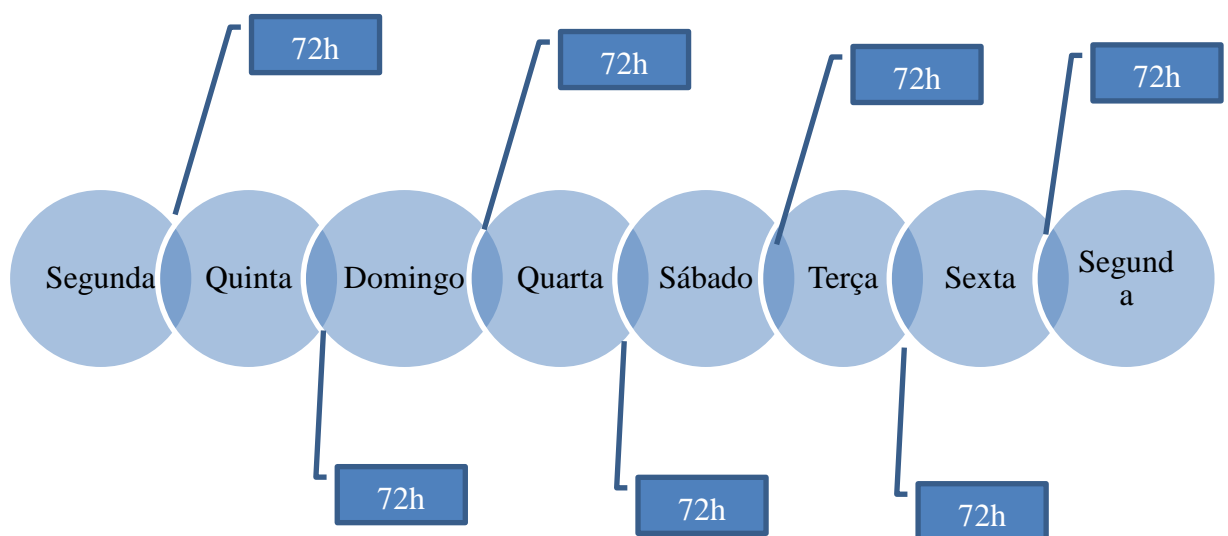 72h
72h
72h
72h
Segunda
Quinta
Domingo
Quarta
Sábado
Terça
Sexta
Segund
a
72h
72h
72h